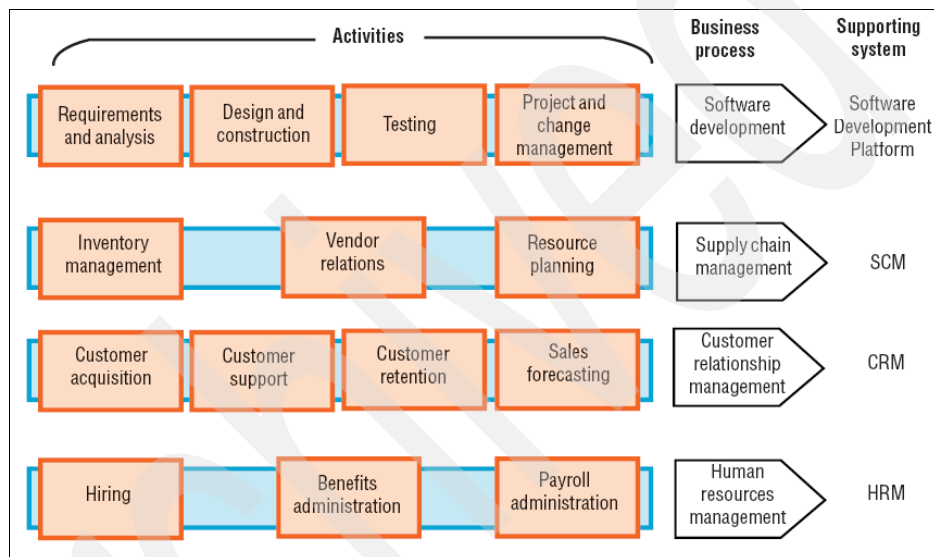 Activities
Business
process
Supporting
system
Requirements
and analysis
Design and
construction
Testing
Project and
change
management
Software
development
Software
Development
Platform
Inventory
management
Vendor
relations
Resource
planning
Supply chain
management
SCM
Customer
acquisition
Customer
support
Customer
retention
Sales
forecasting
Customer
relationship
management
CRM
Hiring
Benefits
administration
Payroll
administration
Human
resources
management
HRM